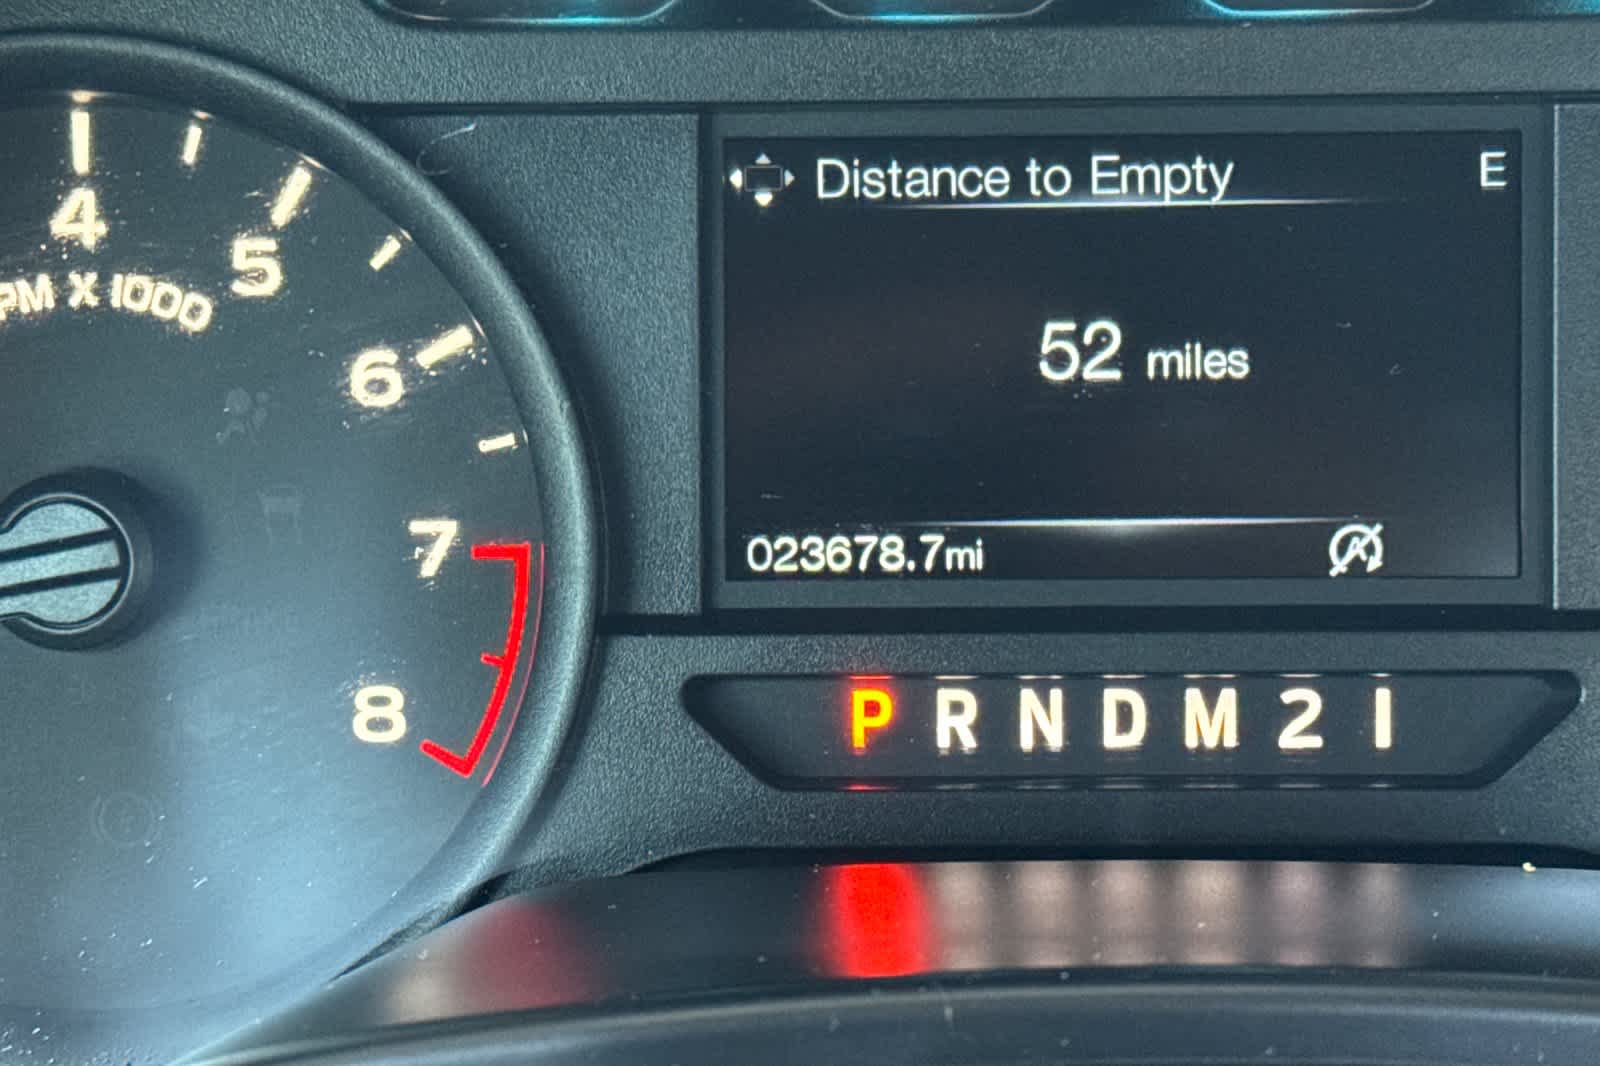 4
5
PM X 1000
6
7
8
Distance to Empty E
52 miles
023678.7mi
P R N D M 2 1